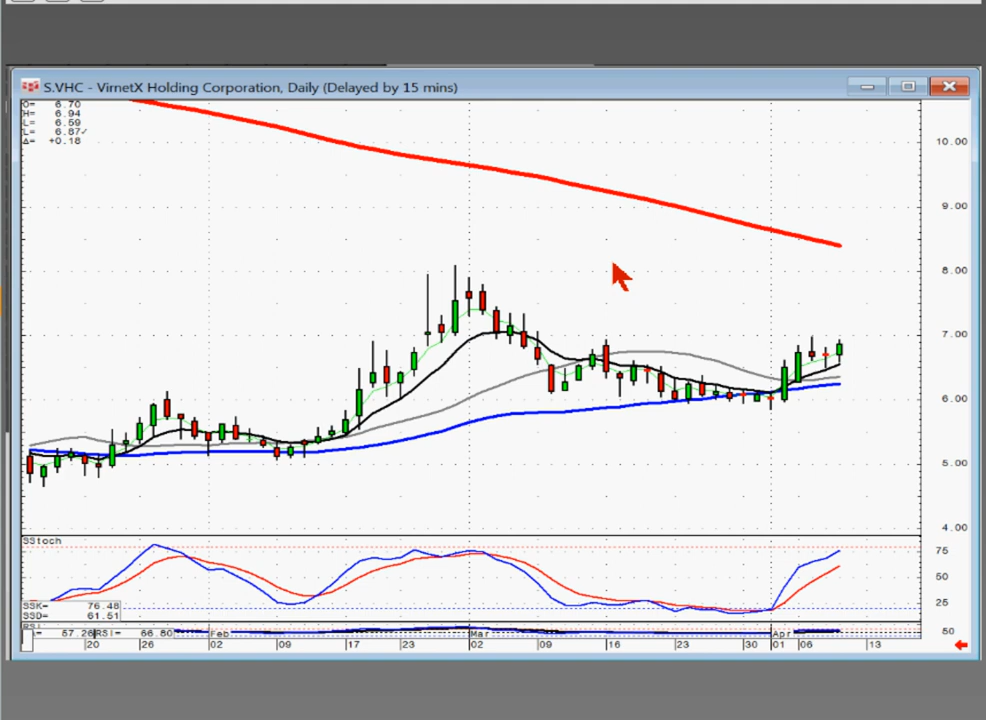 S.VHC - VirnetX Holding Corporation, Daily (Delayed by 15 mins)
O= 6.70
H= 6.94
L= 6.59
L= 6.87✓
Δ= +0.18
10.00
9.00
8.00
7.00
6.00
5.00
4.00
SStoch
75
50
25
SSK= 76.48
SSD= 61.51
RSI
= 57.26 RSI= 66.80
Feb
Mar
Apr
50
20 26 02 09 17 23 02 09 16 23 30 01 06 13